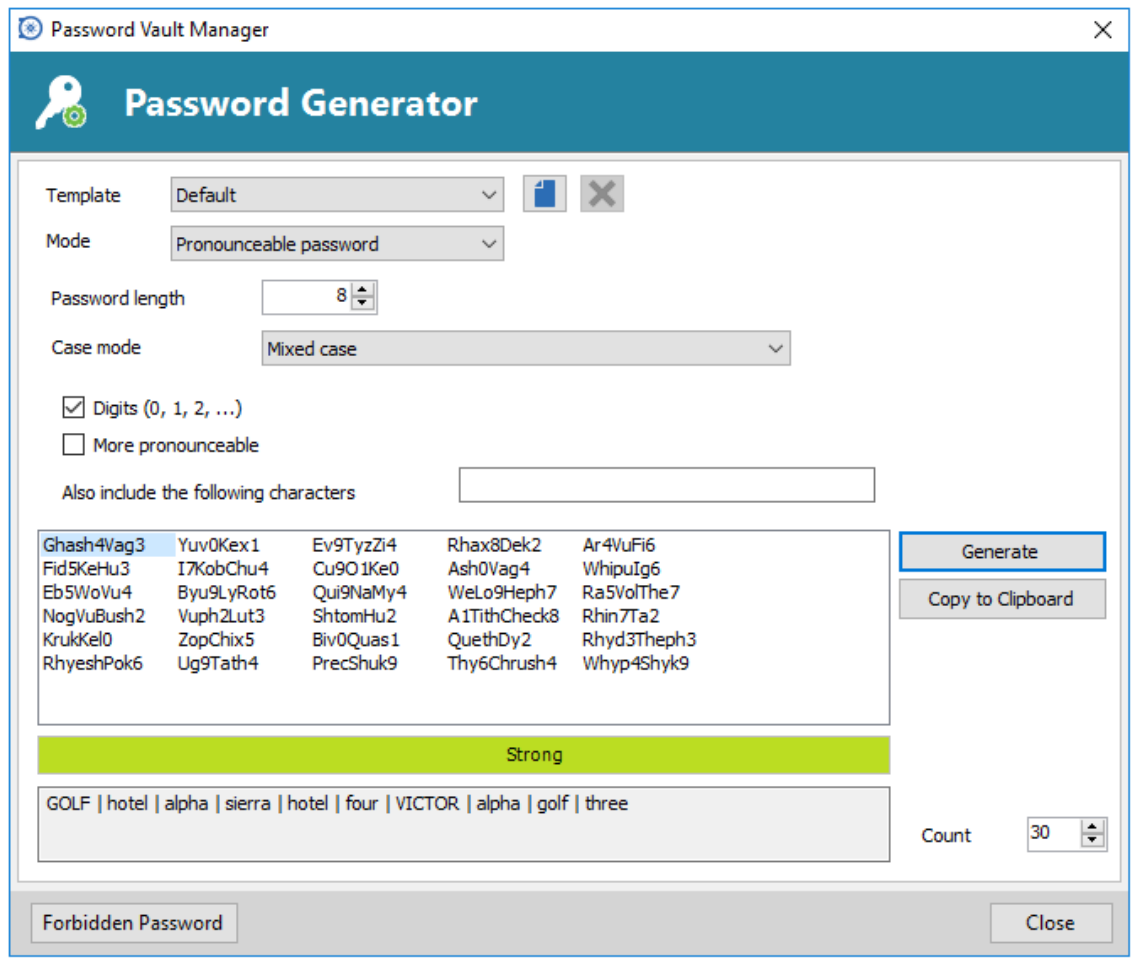 Password Vault Manager
Password Generator
Template Default
Mode Pronounceable password
Password length 8
Case mode Mixed case
Digits (0, 1, 2, ...)
More pronounceable
Also include the following characters
Ghash4Vag3 Yuv0Kex1 Ev9TyzZi4 Rhax8Dek2 Ar4VuFi6
Fid5KeHu3 I7KobChu4 Cu9O1Ke0 Ash0Vag4 WhipuIg6
Eb5WoVu4 Byu9LyRot6 Qui9NaMy4 WeLo9Heph7 Ra5VolThe7
NogVuBush2 Vuph2Lut3 ShtomHu2 A1TithCheck8 Rhin7Ta2
KrukKel0 ZopChix5 Biv0Quas1 QuethDy2 Rhyd3Theph3
RhyeshPok6 Ug9Tath4 PrecShuk9 Thy6Chrush4 Whyp4Shyk9
Generate
Copy to Clipboard
Strong
GOLF | hotel | alpha | sierra | hotel | four | VICTOR | alpha | golf | three
Count 30
Forbidden Password Close